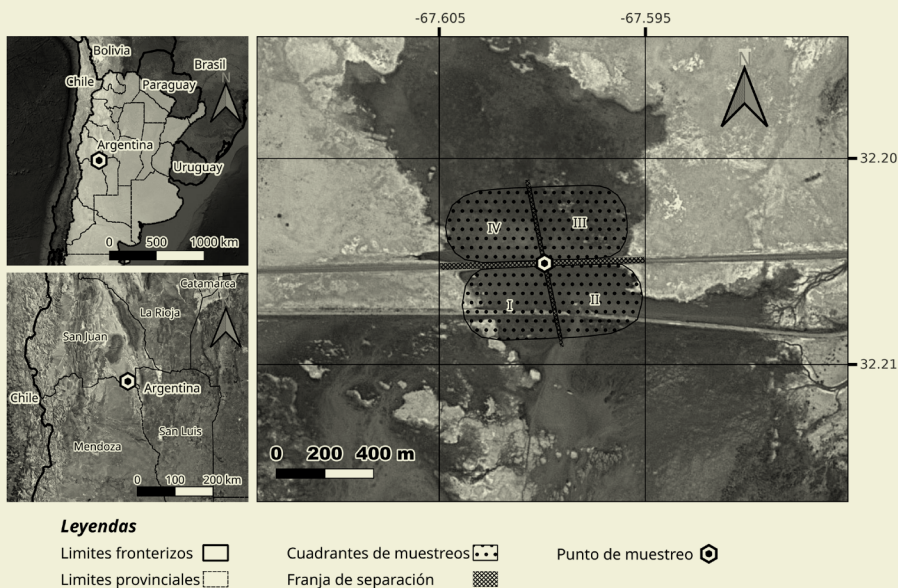 -67.605 -67.595
Bolivia
Brasil
N
Chile
Paraguay
Argentina
Uruguay
0 500 1000 km
N
32.20
IV
III
I
II
32.21
0 200 400 m
Catamarca
La Rioja
San Juan
Argentina
Chile
San Luis
Mendoza
0 100 200 km
Leyendas
Limites fronterizos
Cuadrantes de muestreos
Punto de muestreo
Limites provinciales
Franja de separación